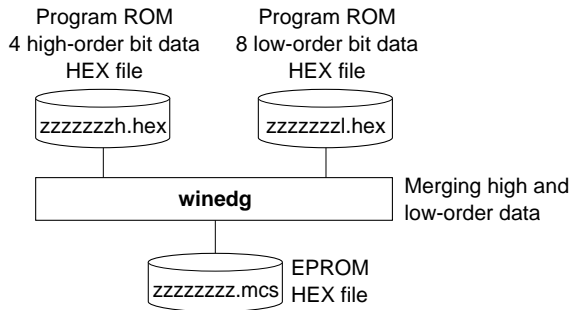 Program ROM
4 high-order bit data
HEX file
Program ROM
8 low-order bit data
HEX file
zzzzzzzh.hex
zzzzzzzl.hex
winedg
Merging high and
low-order data
zzzzzzzz.mcs
EPROM
HEX file